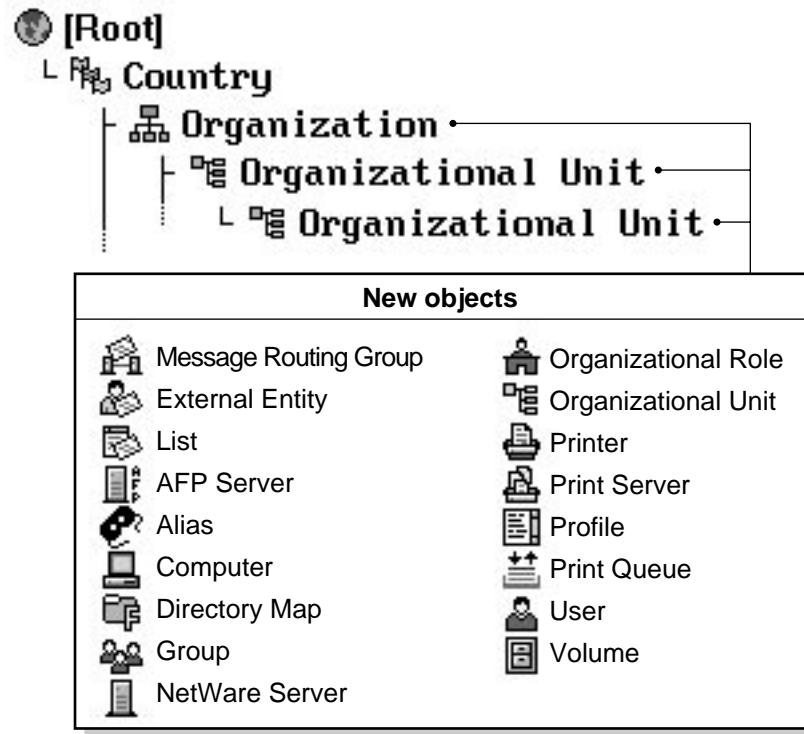 [Root]
Country
Organization
Organizational Unit
Organizational Unit
New objects
Message Routing Group
External Entity
List
AFP Server
Alias
Computer
Directory Map
Group
NetWare Server
Organizational Role
Organizational Unit
Printer
Print Server
Profile
Print Queue
User
Volume